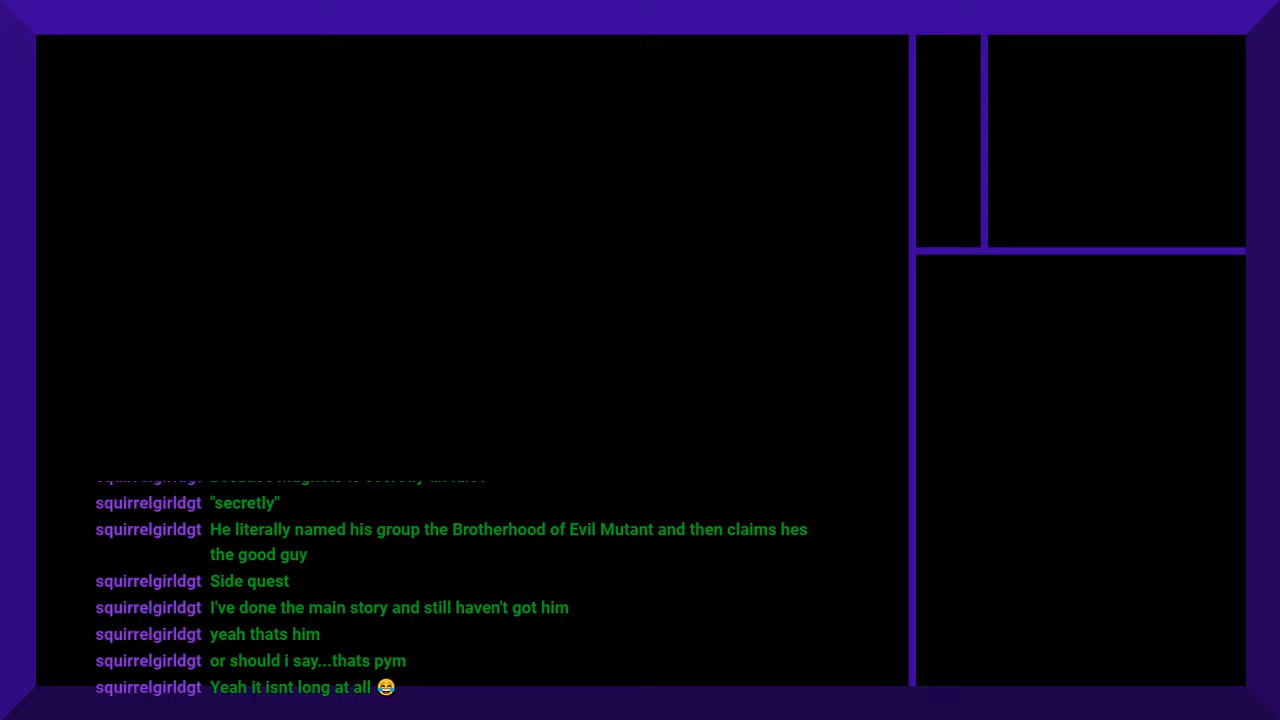 squirrelgirldgt "secretly"
squirrelgirldgt He literally named his group the Brotherhood of Evil Mutant and then claims hes
the good guy
squirrelgirldgt Side quest
squirrelgirldgt I've done the main story and still haven't got him
squirrelgirldgt yeah thats him
squirrelgirldgt or should i say...thats pym
squirrelgirldgt Yeah it isnt long at all 😂